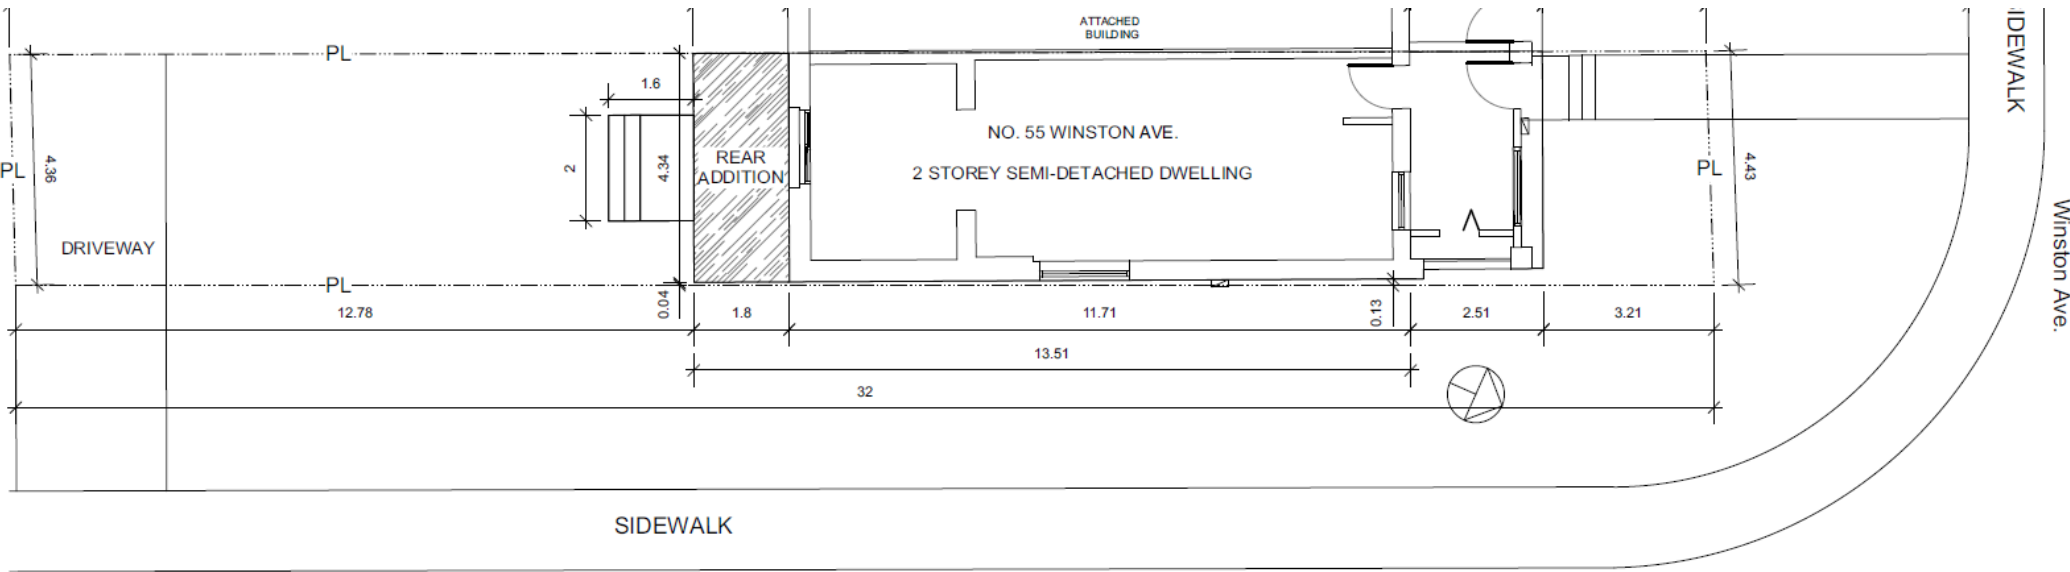 ATTACHED
BUILDING
SIDEWALK
PL
1.6
4.36
PL
2
4.34
REAR
ADDITION
NO. 55 WINSTON AVE.
2 STOREY SEMI-DETACHED DWELLING
PL
4.43
DRIVEWAY
Winston Ave.
PL
12.78
0.04
1.8
11.71
0.13
2.51
3.21
13.51
32
SIDEWALK